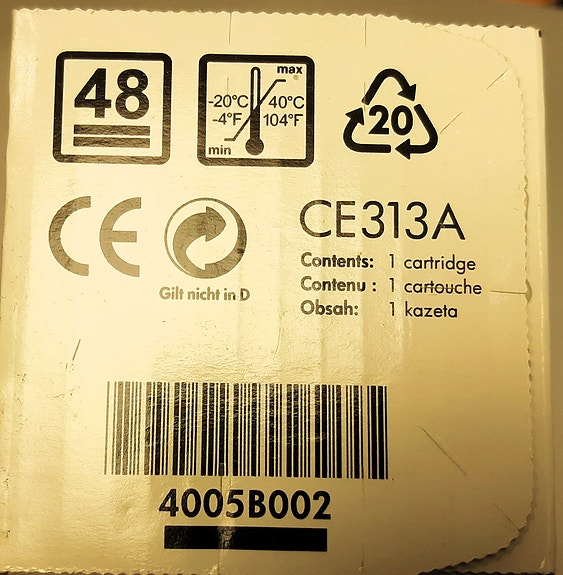 48
max
-20°C 40°C
-4°F 104°F
min
20
CE
Gilt nicht in D
CE313A
Contents: 1 cartridge
Contenu : 1 cartouche
Obsah: 1 kazeta
4005B002